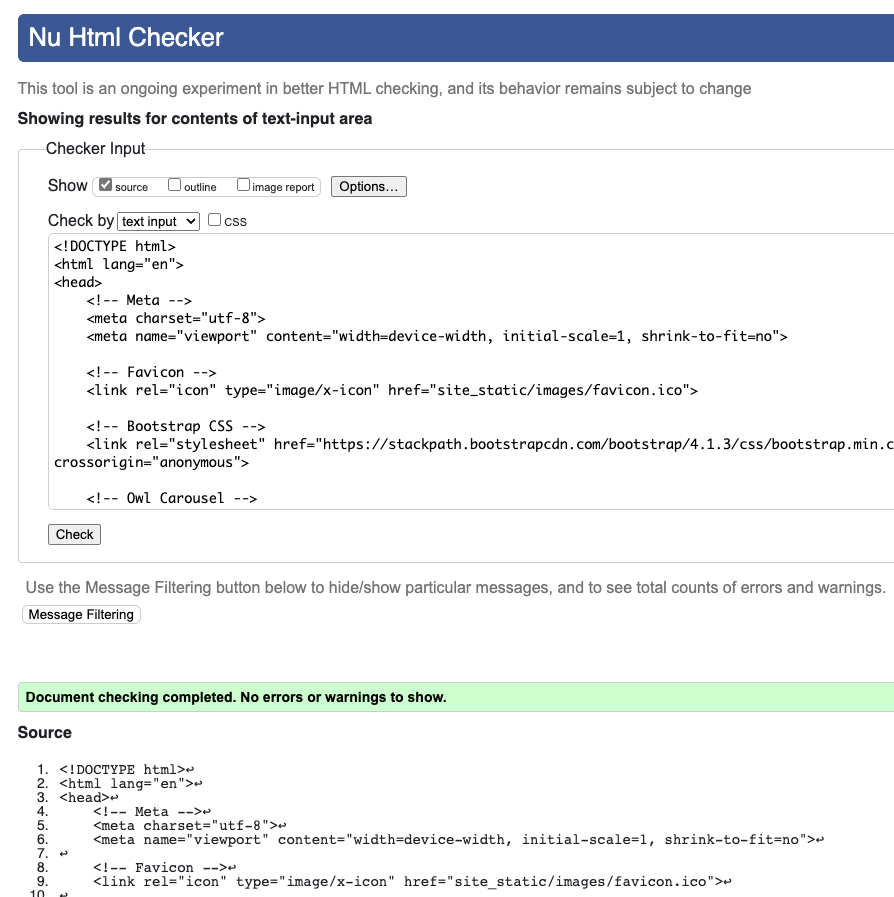 Nu Html Checker
This tool is an ongoing experiment in better HTML checking, and its behavior remains subject to change
Showing results for contents of text-input area
Checker Input
Show source outline image report Options...
Check by text input CSS
<!DOCTYPE html>
<html lang="en">
<head>
    <!-- Meta -->
    <meta charset="utf-8">
    <meta name="viewport" content="width=device-width, initial-scale=1, shrink-to-fit=no">
    <!-- Favicon -->
    <link rel="icon" type="image/x-icon" href="site_static/images/favicon.ico">
    <!-- Bootstrap CSS -->
    <link rel="stylesheet" href="https://stackpath.bootstrapcdn.com/bootstrap/4.1.3/css/bootstrap.min.c
crossorigin="anonymous">
    <!-- Owl Carousel -->
Check
Use the Message Filtering button below to hide/show particular messages, and to see total counts of errors and warnings.
Message Filtering
Document checking completed. No errors or warnings to show.
Source
1. <!DOCTYPE html>↩
2. <html lang="en">↩
3. <head>↩
4.     <!-- Meta -->↩
5.     <meta charset="utf-8">↩
6.     <meta name="viewport" content="width=device-width, initial-scale=1, shrink-to-fit=no">↩
7. ↩
8.     <!-- Favicon -->↩
9.     <link rel="icon" type="image/x-icon" href="site_static/images/favicon.ico">↩
10. ↩